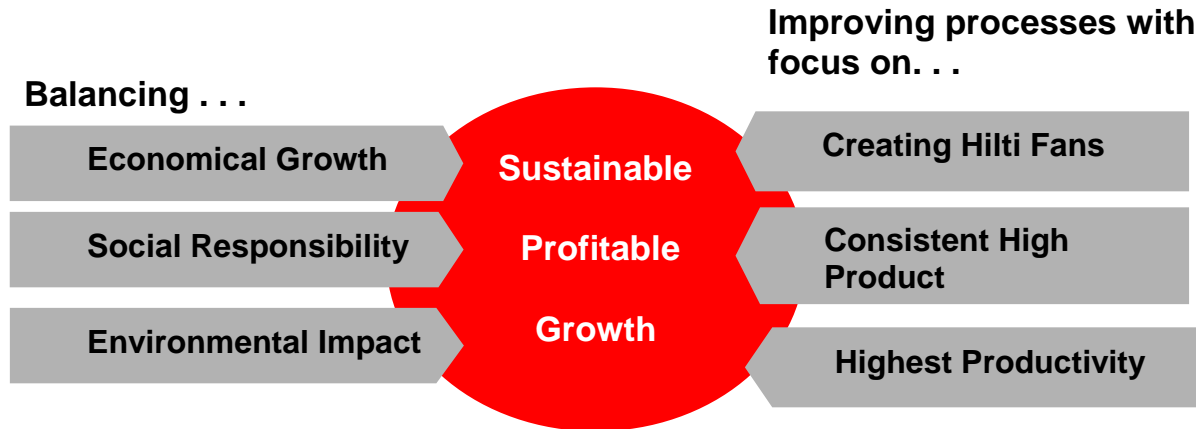 Balancing . . .
Economical Growth
Social Responsibility
Environmental Impact
Sustainable
Profitable
Growth
Improving processes with
focus on. . .
Creating Hilti Fans
Consistent High
Product
Highest Productivity